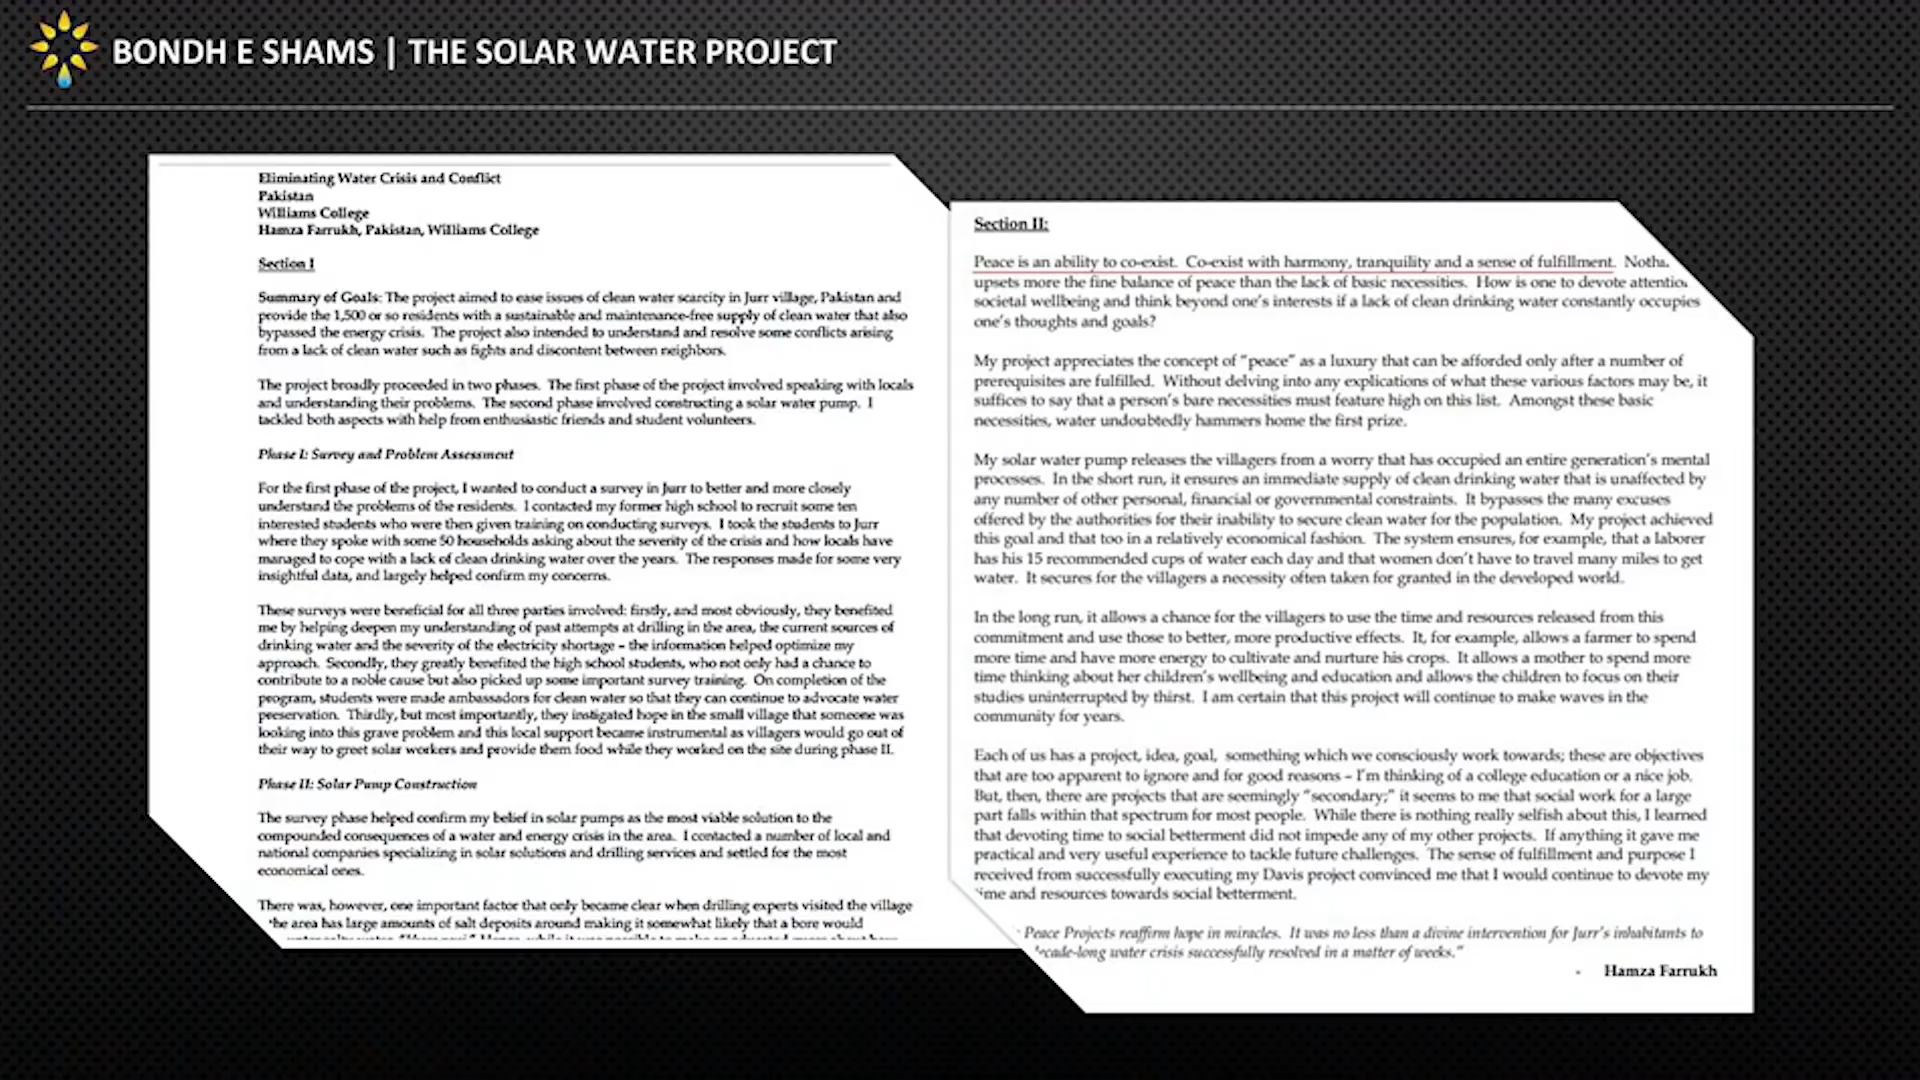 BONDH E SHAMS | THE SOLAR WATER PROJECT
Eliminating Water Crisis and Conflict
Pakistan
Williams College
Hamza Farrukh, Pakistan, Williams College
Section I
Summary of Goals: The project aimed to ease issues of clean water scarcity in Jurr village, Pakistan and
provide the 1,500 or so residents with a sustainable and maintenance-free supply of clean water that also
bypassed the energy crisis. The project also intended to understand and resolve some conflicts arising
from a lack of clean water such as fights and discontent between neighbors.
The project broadly proceeded in two phases. The first phase of the project involved speaking with locals
and understanding their problems. The second phase involved constructing a solar water pump. I
tackled both aspects with help from enthusiastic friends and student volunteers.
Phase I: Survey and Problem Assessment
For the first phase of the project, I wanted to conduct a survey in Jurr to better and more closely
understand the problems of the residents. I contacted my former high school to recruit some ten
interested students who were then given training on conducting surveys. I took the students to Jurr
where they spoke with some 50 households asking about the severity of the crisis and how locals have
managed to cope with a lack of clean drinking water over the years. The responses made for some very
insightful data, and largely helped confirm my concerns.
These surveys were beneficial for all three parties involved: firstly, and most obviously, they benefited
me by helping deepen my understanding of past attempts at drilling in the area, the current sources of
drinking water and the severity of the electricity shortage – the information helped optimize my
approach. Secondly, they greatly benefited the high school students, who not only had a chance to
contribute to a noble cause but also picked up some important survey training. On completion of the
program, students were made ambassadors for clean water so that they can continue to advocate water
preservation. Thirdly, but most importantly, they instigated hope in the small village that someone was
looking into this grave problem and this local support became instrumental as villagers would go out of
their way to greet solar workers and provide them food while they worked on the site during phase II.
Phase II: Solar Pump Construction
The survey phase helped confirm my belief in solar pumps as the most viable solution to the
compounded consequences of a water and energy crisis in the area. I contacted a number of local and
national companies specializing in solar solutions and drilling services and settled for the most
economical ones.
There was, however, one important factor that only became clear when drilling experts visited the village
he area has large amounts of salt deposits around making it somewhat likely that a bore would
Section II:
Peace is an ability to co-exist. Co-exist with harmony, tranquility and a sense of fulfillment. Noth
upsets more the fine balance of peace than the lack of basic necessities. How is one to devote attentio
societal wellbeing and think beyond one's interests if a lack of clean drinking water constantly occupies
one's thoughts and goals?
My project appreciates the concept of "peace" as a luxury that can be afforded only after a number of
prerequisites are fulfilled. Without delving into any explications of what these various factors may be, it
suffices to say that a person's bare necessities must feature high on this list. Amongst these basic
necessities, water undoubtedly hammers home the first prize.
My solar water pump releases the villagers from a worry that has occupied an entire generation's mental
processes. In the short run, it ensures an immediate supply of clean drinking water that is unaffected by
any number of other personal, financial or governmental constraints. It bypasses the many excuses
offered by the authorities for their inability to secure clean water for the population. My project achieved
this goal and that too in a relatively economical fashion. The system ensures, for example, that a laborer
has his 15 recommended cups of water each day and that women don't have to travel many miles to get
water. It secures for the villagers a necessity often taken for granted in the developed world.
In the long run, it allows a chance for the villagers to use the time and resources released from this
commitment and use those to better, more productive effects. It, for example, allows a farmer to spend
more time and have more energy to cultivate and nurture his crops. It allows a mother to spend more
time thinking about her children's wellbeing and education and allows the children to focus on their
studies uninterrupted by thirst. I am certain that this project will continue to make waves in the
community for years.
Each of us has a project, idea, goal, something which we consciously work towards; these are objectives
that are too apparent to ignore and for good reasons – I'm thinking of a college education or a nice job.
But, then, there are projects that are seemingly "secondary;" it seems to me that social work for a large
part falls within that spectrum for most people. While there is nothing really selfish about this, I learned
that devoting time to social betterment did not impede any of my other projects. If anything it gave me
practical and very useful experience to tackle future challenges. The sense of fulfillment and purpose I
received from successfully executing my Davis project convinced me that I would continue to devote my
ime and resources towards social betterment.
Peace Projects reaffirm hope in miracles. It was no less than a divine intervention for Jurr's inhabitants to
cade-long water crisis successfully resolved in a matter of weeks."
- Hamza Farrukh